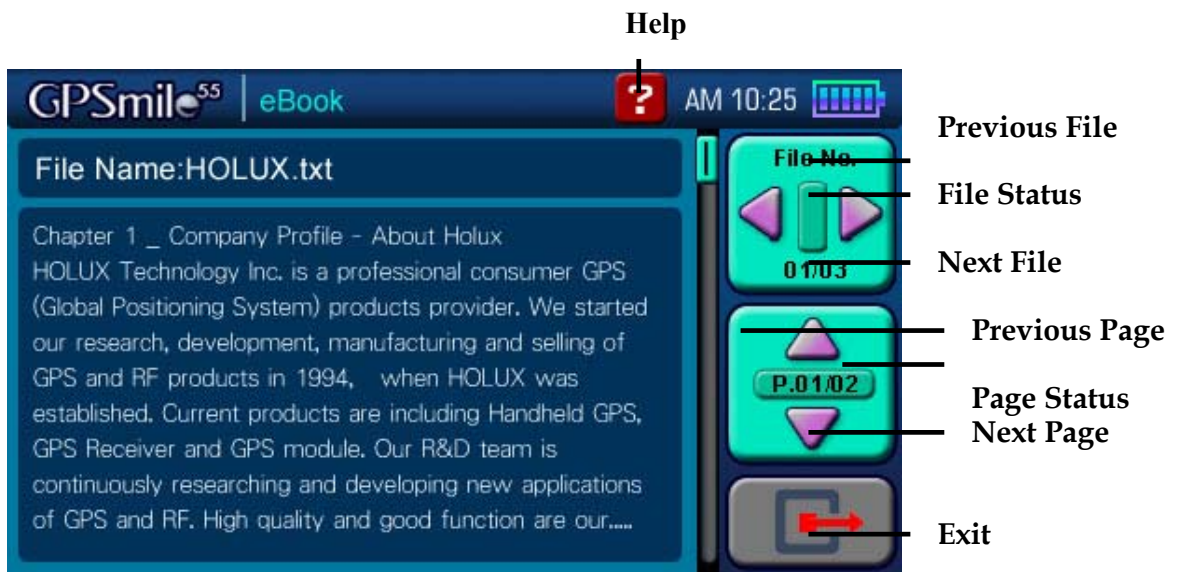 Help
GPSmile55 eBook ? AM 10:25
File Name:HOLUX.txt
Chapter 1 _ Company Profile - About Holux
HOLUX Technology Inc. is a professional consumer GPS
(Global Positioning System) products provider. We started
our research, development, manufacturing and selling of
GPS and RF products in 1994, when HOLUX was
established. Current products are including Handheld GPS,
GPS Receiver and GPS module. Our R&D team is
continuously researching and developing new applications
of GPS and RF. High quality and good function are our.....
File No.
01/03
P.01/02
Previous File
File Status
Next File
Previous Page
Page Status
Next Page
Exit